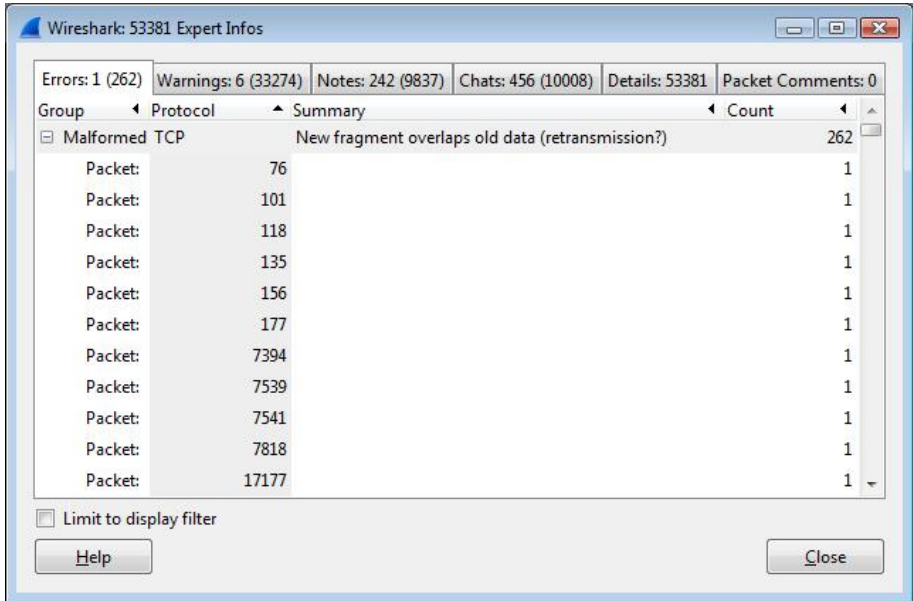 Wireshark: 53381 Expert Infos
Errors: 1 (262) Warnings: 6 (33274) Notes: 242 (9837) Chats: 456 (10008) Details: 53381 Packet Comments: 0
Group Protocol Summary Count
Malformed TCP New fragment overlaps old data (retransmission?) 262
Packet: 76 1
Packet: 101 1
Packet: 118 1
Packet: 135 1
Packet: 156 1
Packet: 177 1
Packet: 7394 1
Packet: 7539 1
Packet: 7541 1
Packet: 7818 1
Packet: 17177 1
Limit to display filter
Help Close